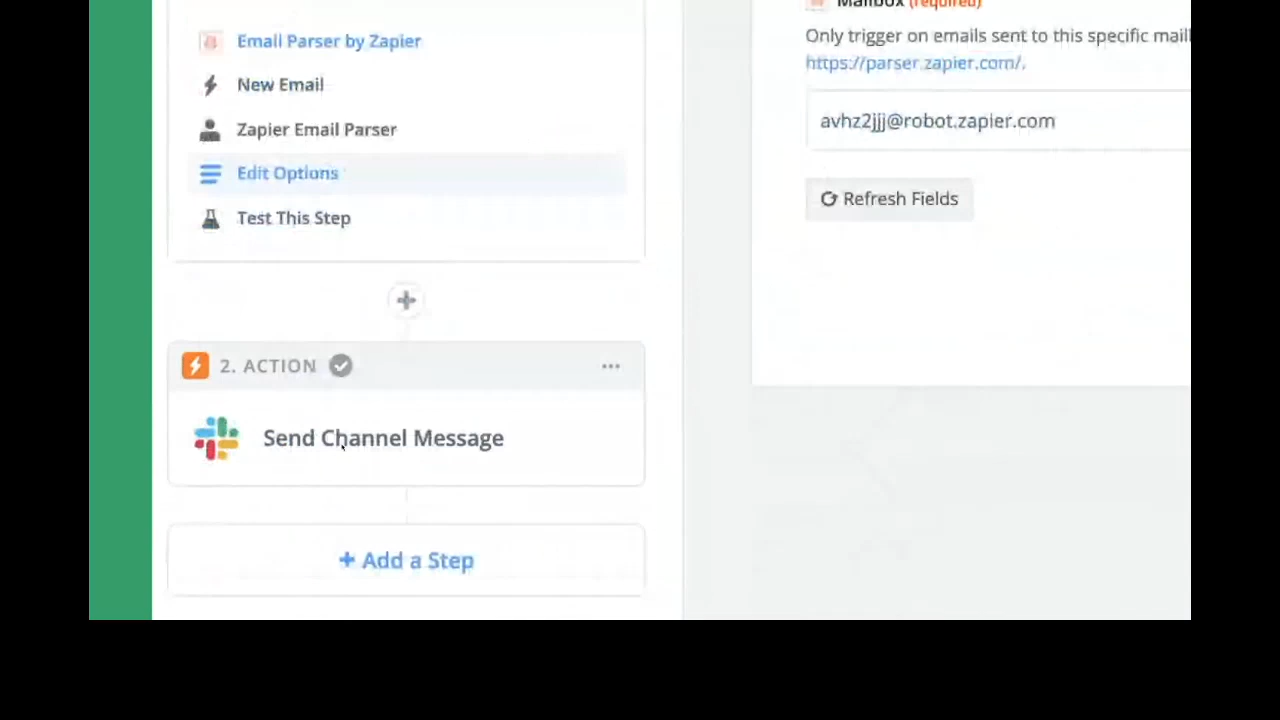 Email Parser by Zapier
New Email
Zapier Email Parser
Edit Options
Test This Step
2. ACTION
Send Channel Message
+ Add a Step
Mailbox (required)
Only trigger on emails sent to this specific mail
https://parser.zapier.com/.
avhz2jjj@robot.zapier.com
Refresh Fields